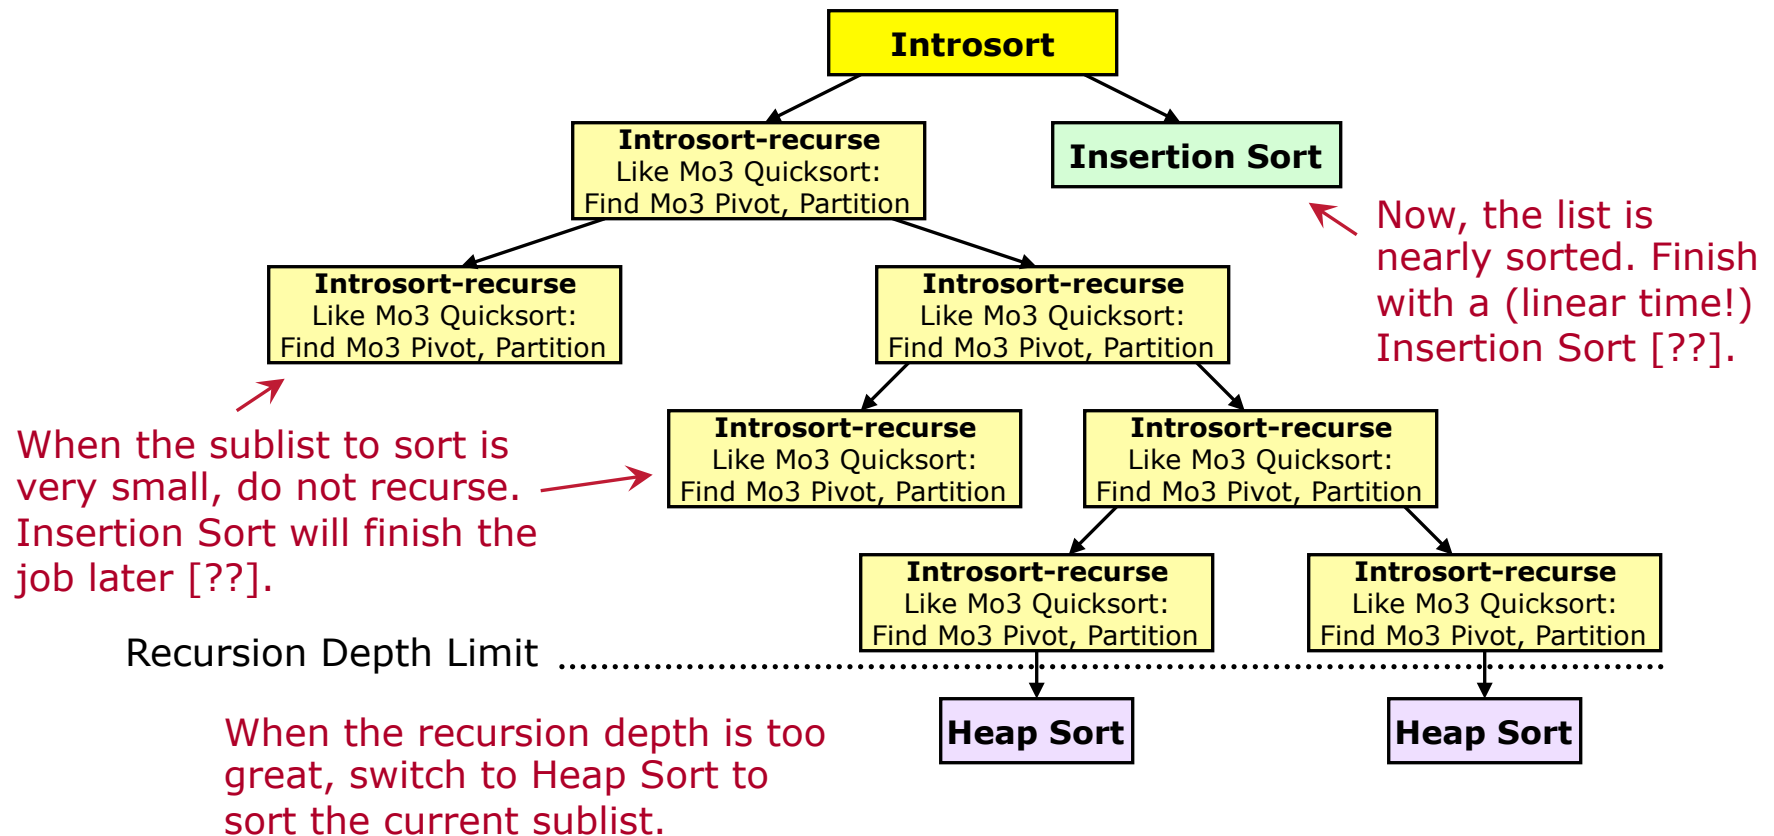 Introsort
Introsort-recurse
Like Mo3 Quicksort:
Find Mo3 Pivot, Partition
Insertion Sort
Now, the list is
nearly sorted. Finish
with a (linear time!)
Insertion Sort [??].
Introsort-recurse
Like Mo3 Quicksort:
Find Mo3 Pivot, Partition
Introsort-recurse
Like Mo3 Quicksort:
Find Mo3 Pivot, Partition
When the sublist to sort is
very small, do not recurse.
Insertion Sort will finish the
job later [??].
Introsort-recurse
Like Mo3 Quicksort:
Find Mo3 Pivot, Partition
Introsort-recurse
Like Mo3 Quicksort:
Find Mo3 Pivot, Partition
Introsort-recurse
Like Mo3 Quicksort:
Find Mo3 Pivot, Partition
Introsort-recurse
Like Mo3 Quicksort:
Find Mo3 Pivot, Partition
Recursion Depth Limit
Heap Sort
Heap Sort
When the recursion depth is too
great, switch to Heap Sort to
sort the current sublist.